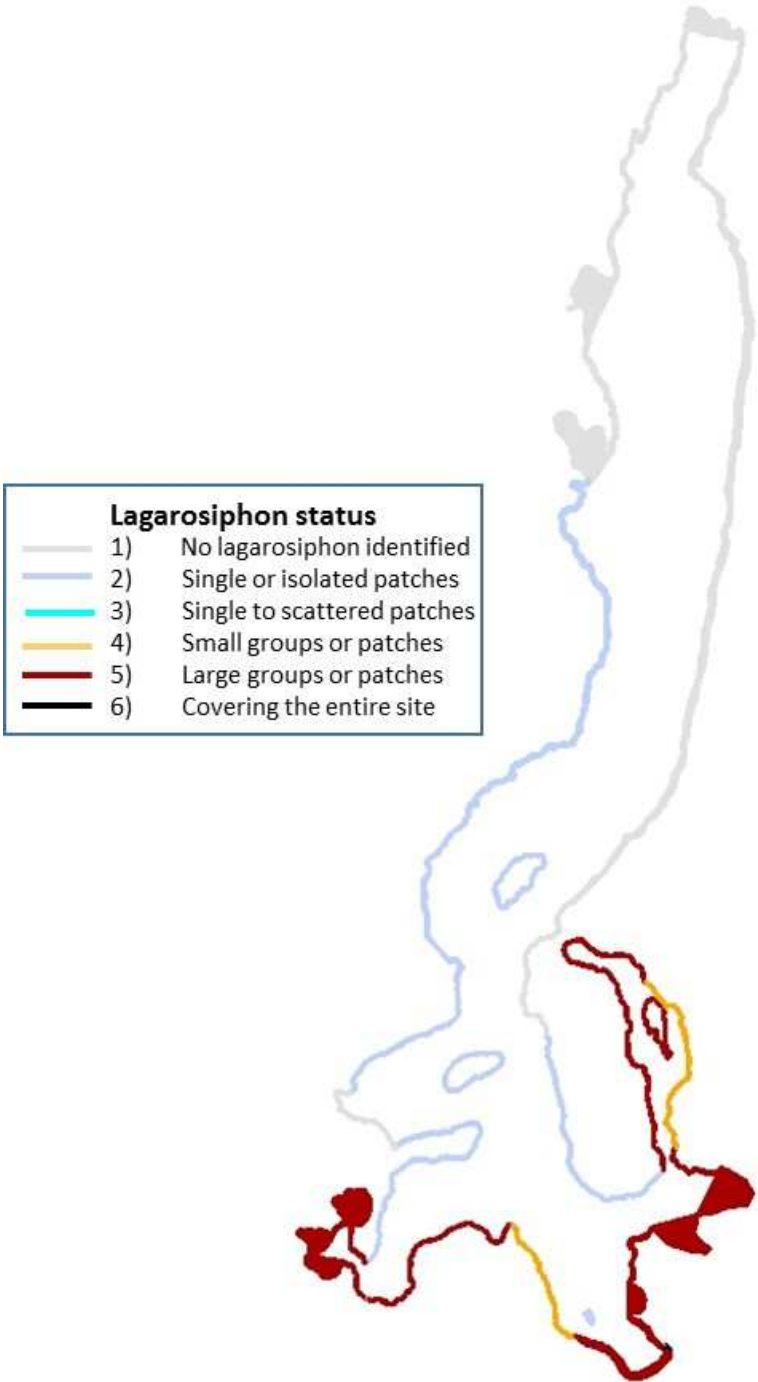 Lagarosiphon status
1) No lagarosiphon identified
2) Single or isolated patches
3) Single to scattered patches
4) Small groups or patches
5) Large groups or patches
6) Covering the entire site